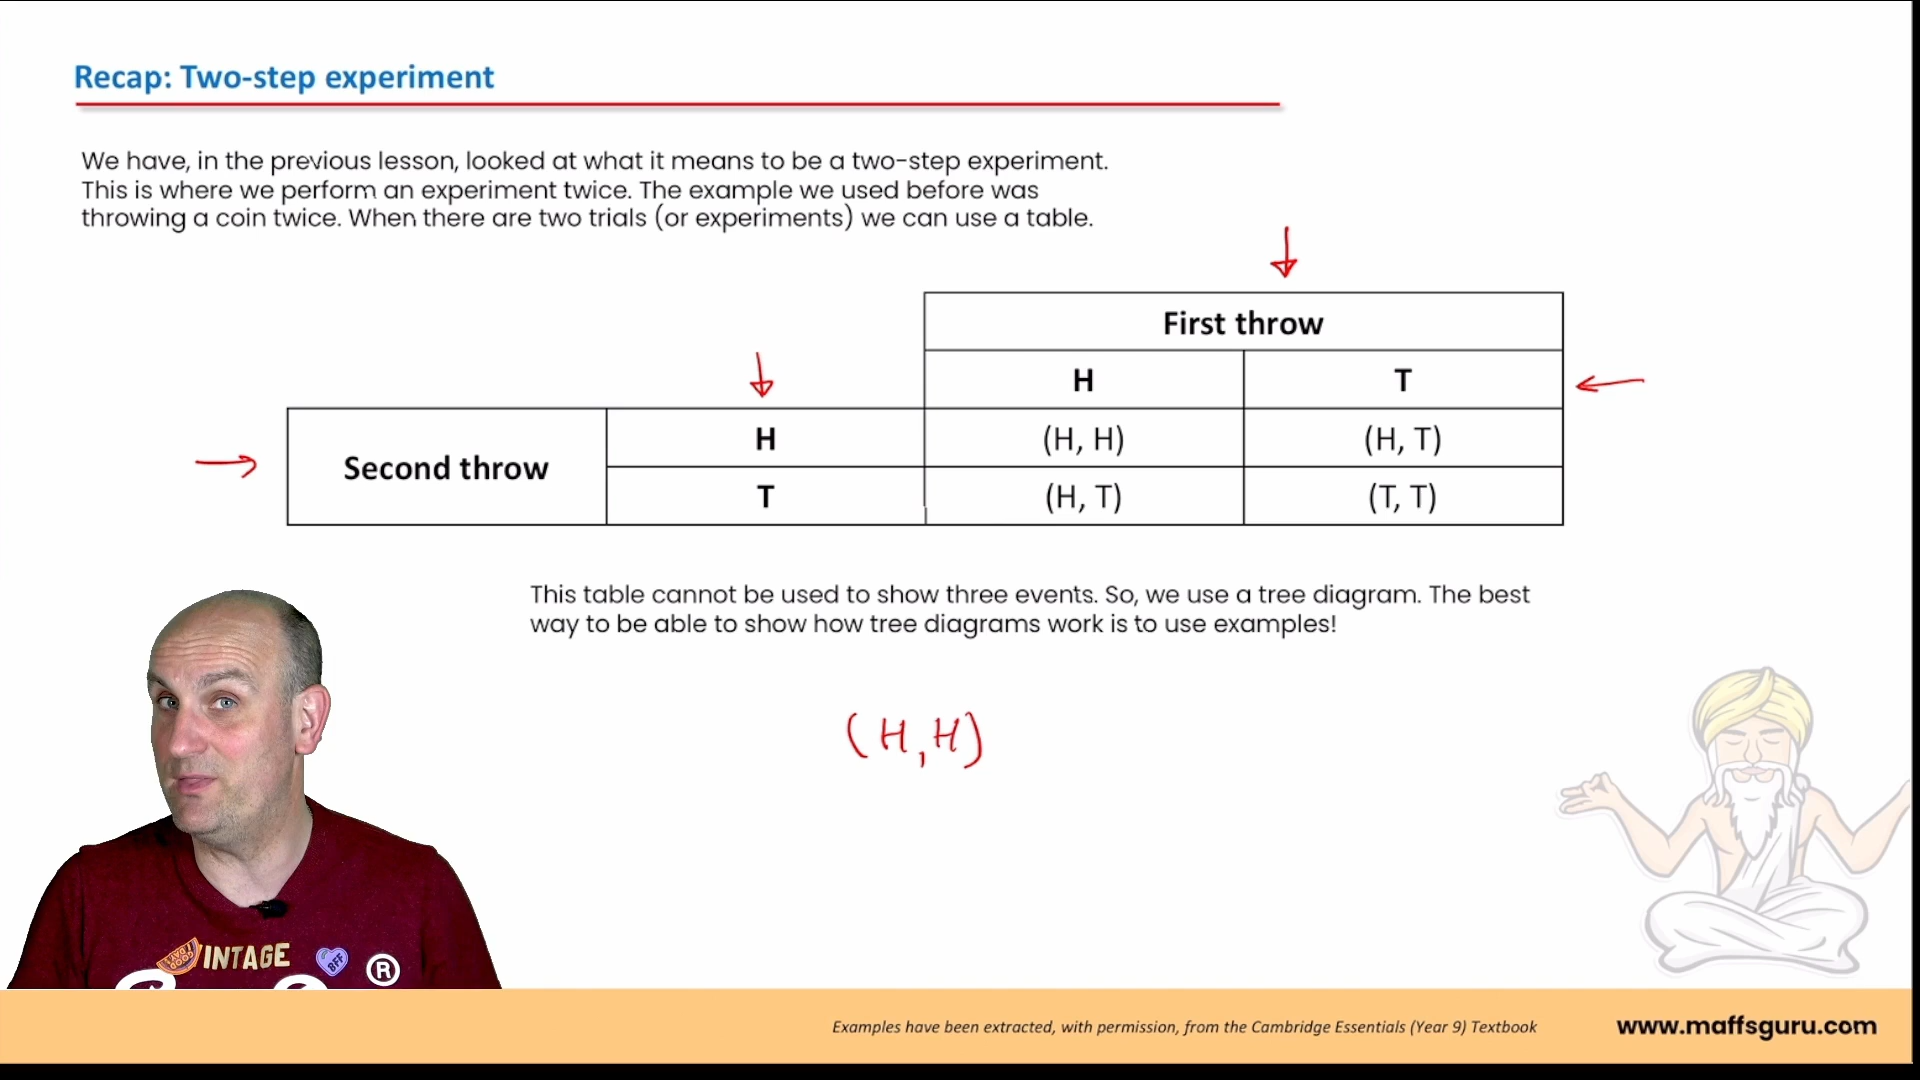 Recap: Two-step experiment
We have, in the previous lesson, looked at what it means to be a two-step experiment.
This is where we perform an experiment twice. The example we used before was
throwing a coin twice. When there are two trials (or experiments) we can use a table.
First throw
H T
Second throw H (H, H) (H, T)
T (H, T) (T, T)
This table cannot be used to show three events. So, we use a tree diagram. The best
way to be able to show how tree diagrams work is to use examples!
(H,H)
INTAGE BFF ®
Examples have been extracted, with permission, from the Cambridge Essentials (Year 9) Textbook
www.maffsguru.com